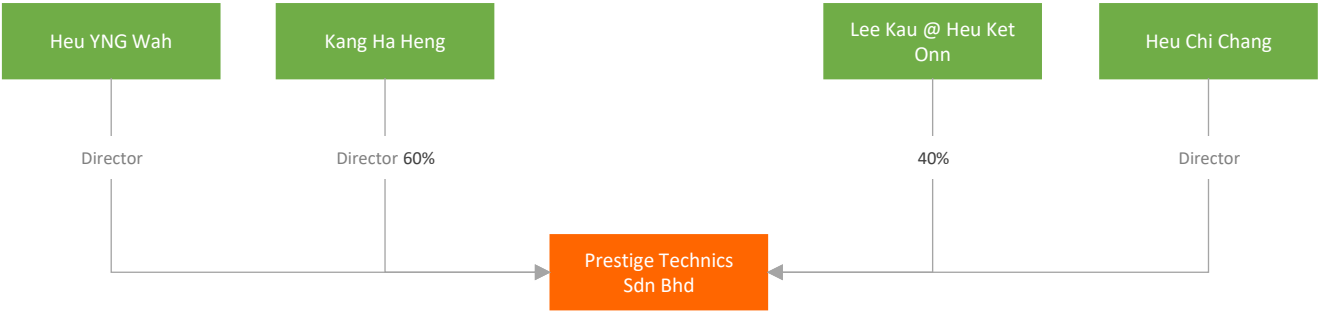 Heu YNG Wah
Kang Ha Heng
Lee Kau @ Heu Ket
Onn
Heu Chi Chang
Director
Director 60%
40%
Director
Prestige Technics
Sdn Bhd